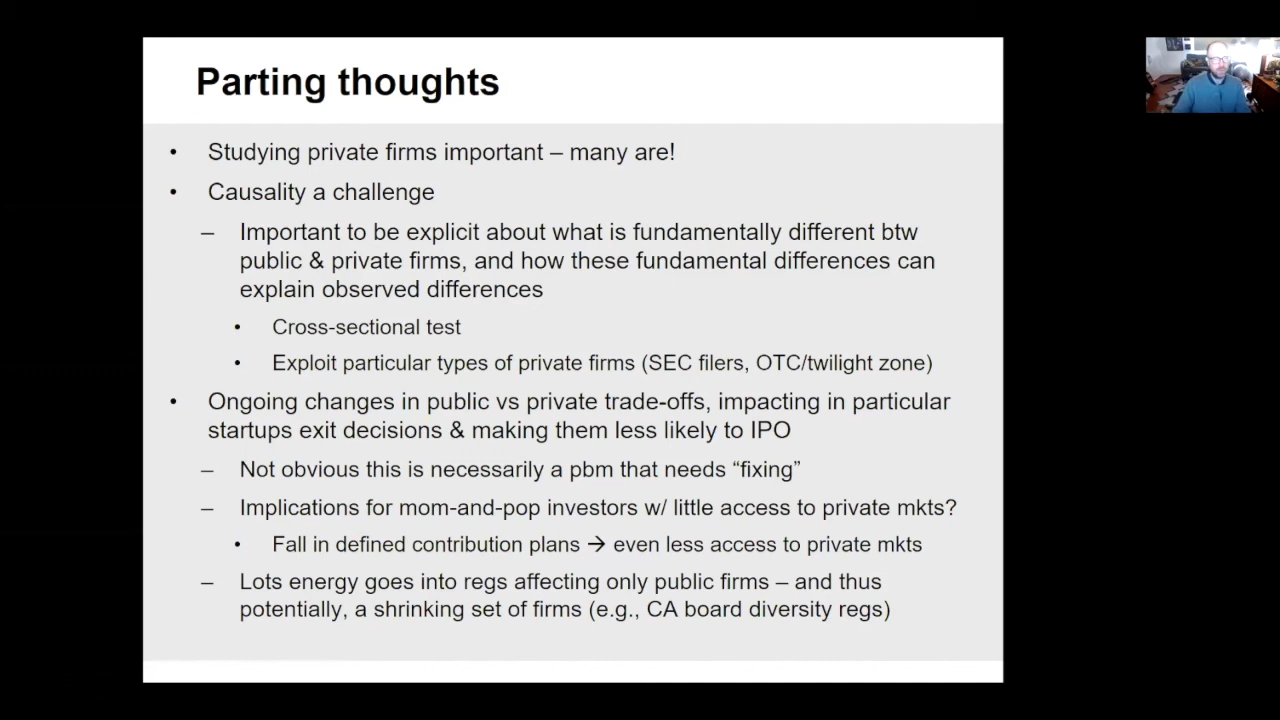 Parting thoughts
• Studying private firms important – many are!
• Causality a challenge
– Important to be explicit about what is fundamentally different btw
public & private firms, and how these fundamental differences can
explain observed differences
• Cross-sectional test
• Exploit particular types of private firms (SEC filers, OTC/twilight zone)
• Ongoing changes in public vs private trade-offs, impacting in particular
startups exit decisions & making them less likely to IPO
– Not obvious this is necessarily a pbm that needs “fixing”
– Implications for mom-and-pop investors w/ little access to private mkts?
• Fall in defined contribution plans → even less access to private mkts
– Lots energy goes into regs affecting only public firms – and thus
potentially, a shrinking set of firms (e.g., CA board diversity regs)